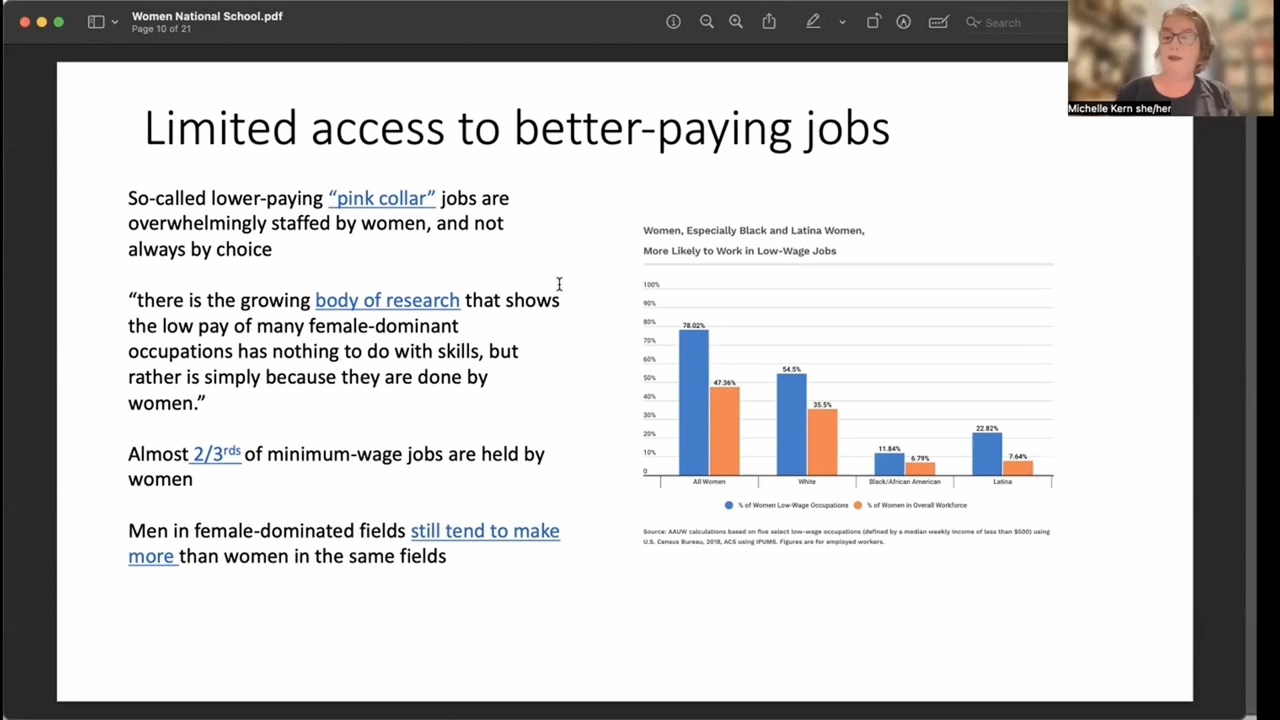 Women National School.pdf
Page 10 of 21
Search
Michelle Kern she/her
Limited access to better-paying jobs
So-called lower-paying “pink collar” jobs are
overwhelmingly staffed by women, and not
always by choice
“there is the growing body of research that shows
the low pay of many female-dominant
occupations has nothing to do with skills, but
rather is simply because they are done by
women.”
Almost 2/3rds of minimum-wage jobs are held by
women
Men in female-dominated fields still tend to make
more than women in the same fields
Women, Especially Black and Latina Women,
More Likely to Work in Low-Wage Jobs
100%
90%
80%
70%
60%
50%
40%
30%
20%
10%
0
78.02%
47.36%
54.5%
35.5%
11.84%
6.79%
22.82%
7.64%
All Women
White
Black/African American
Latina
% of Women Low-Wage Occupations
% of Women in Overall Workforce
Source: AAUW calculations based on five select low-wage occupations (defined by a median weekly income of less than $500) using
U.S. Census Bureau, 2018, ACS using IPUMS. Figures are for employed workers.